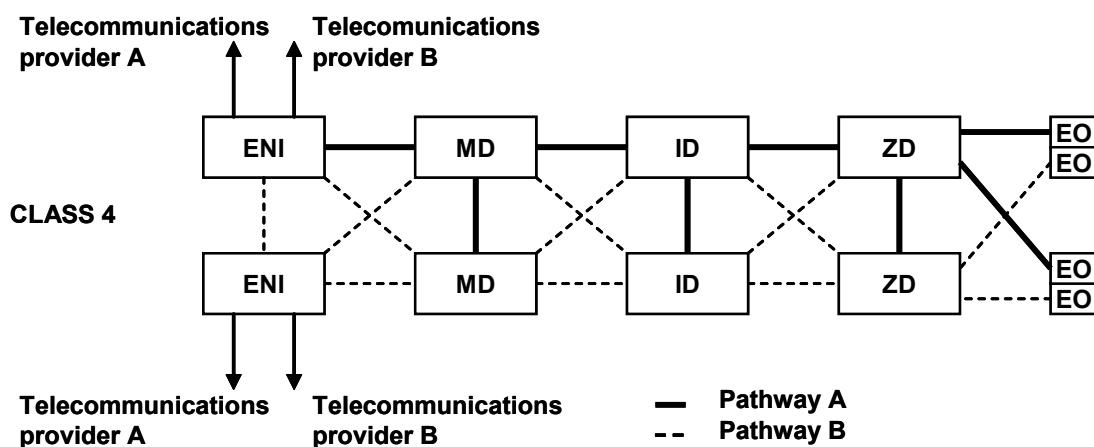 Telecommunications
provider A
Telecomunications
provider B
ENI
MD
ID
ZD
EO
EO
CLASS 4
ENI
MD
ID
ZD
EO
EO
Telecommunications
provider A
Telecommunications
provider B
Pathway A
Pathway B